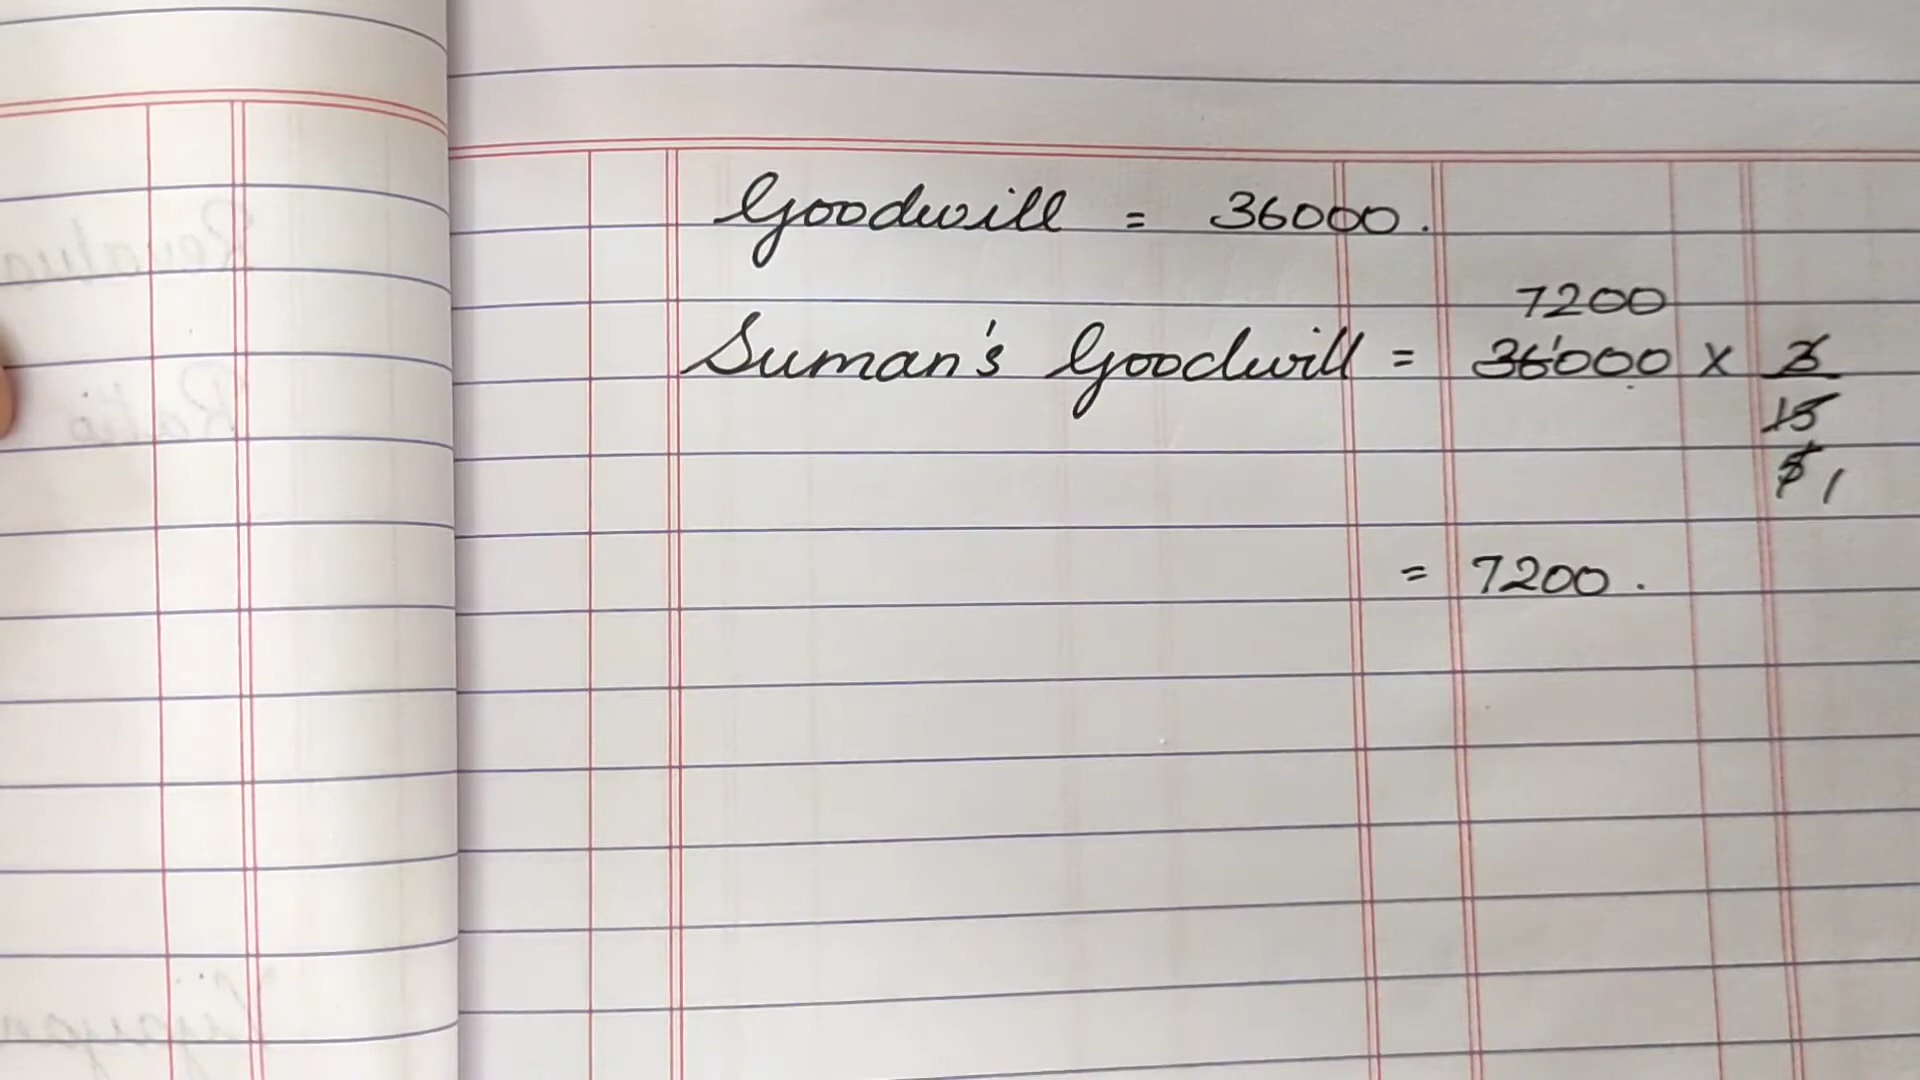 Goodwill = 36000.
7200
Suman's Goodwill = 36000 x 3
15
5 1
= 7200.